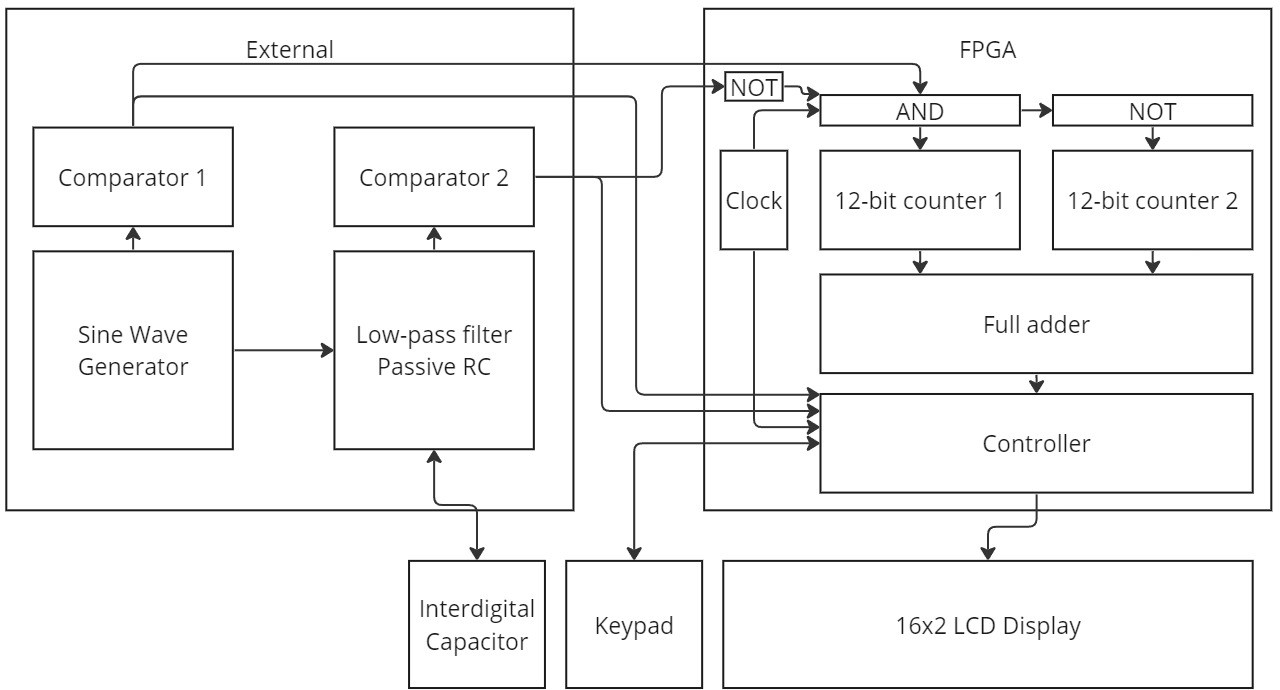 External
FPGA
NOT
AND
NOT
Comparator 1
Comparator 2
Clock
12-bit counter 1
12-bit counter 2
Sine Wave
Generator
Low-pass filter
Passive RC
Full adder
Controller
Interdigital
Capacitor
Keypad
16x2 LCD Display